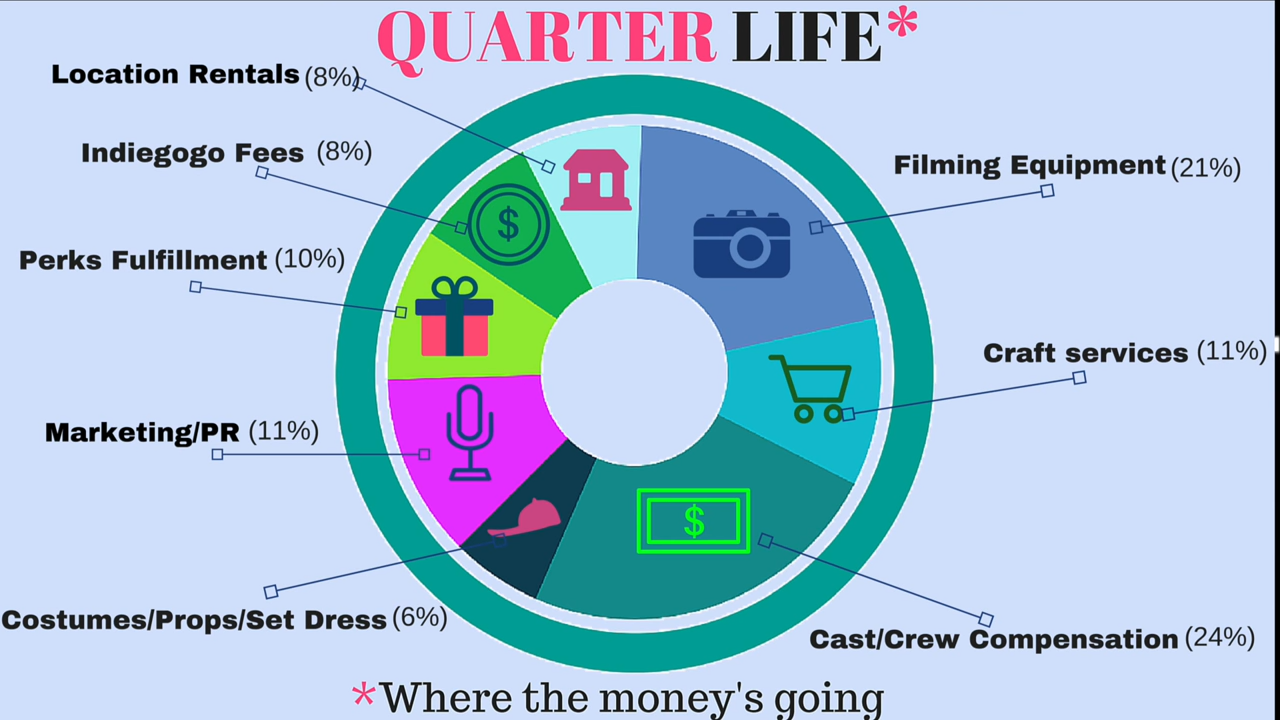 QUARTER LIFE*
Location Rentals (8%)
Indiegogo Fees (8%)
Filming Equipment (21%)
$
Perks Fulfillment (10%)
Craft services (11%)
Marketing/PR (11%)
$
Costumes/Props/Set Dress (6%)
Cast/Crew Compensation (24%)
*Where the money's going